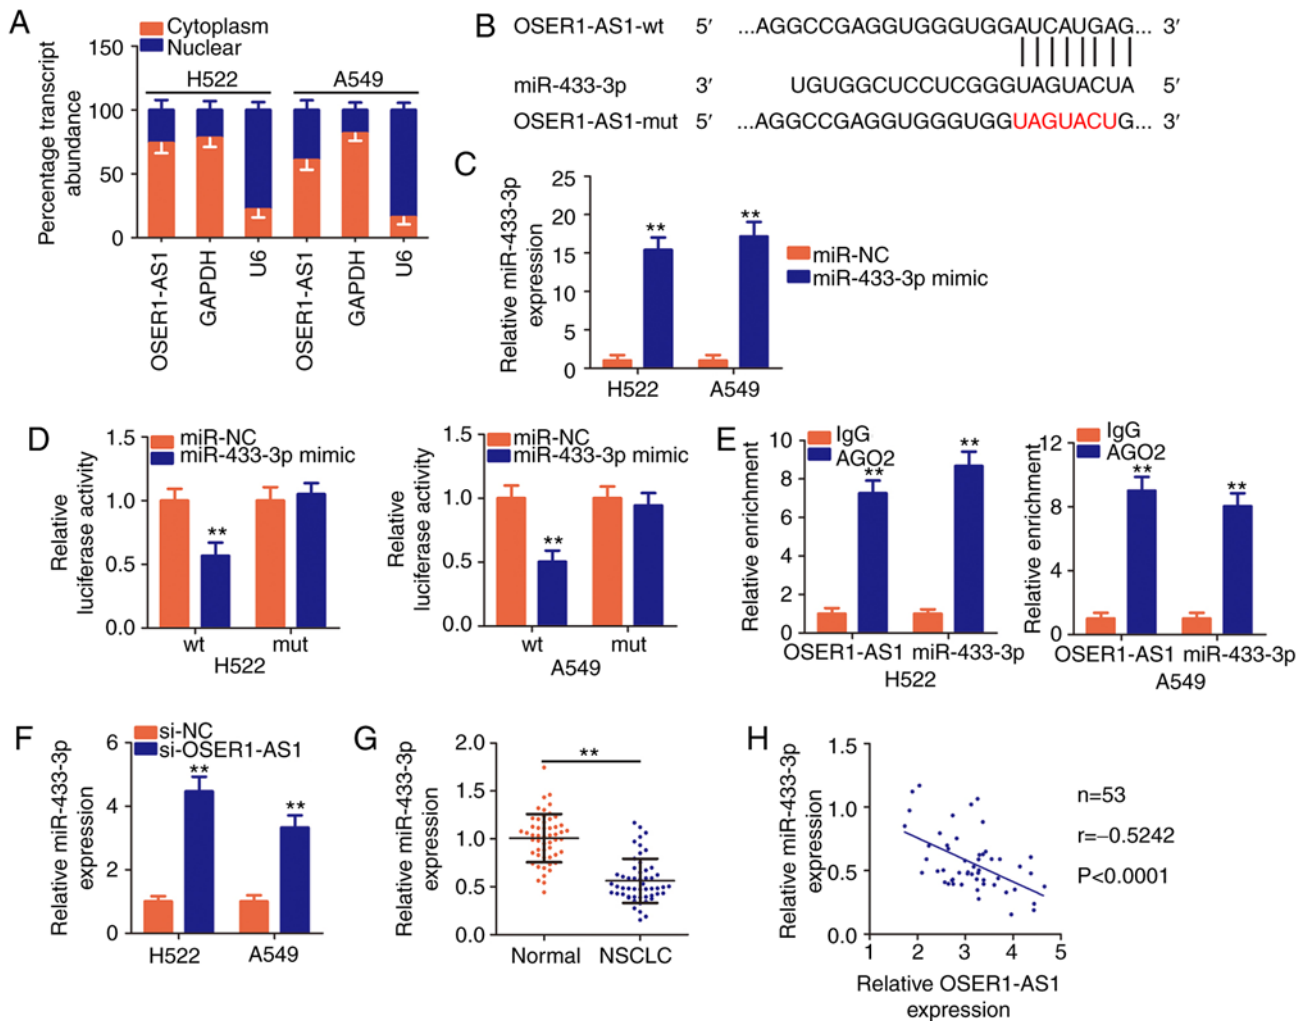 A
Cytoplasm
Nuclear
H522
A549
Percentage transcript
abundance
150
100
50
0
OSER1-AS1
GAPDH
U6
OSER1-AS1
GAPDH
U6
B
OSER1-AS1-wt 5′ ...AGGCCGAGGUGGGUGGAUCAUGAG... 3′
miR-433-3p 3′ UGUGGCUCCUCGGGUAGUACUA 5′
OSER1-AS1-mut 5′ ...AGGCCGAGGUGGGUGGUAGUACUG... 3′
C
Relative miR-433-3p
expression
25
20
15
10
5
0
**
**
H522
A549
miR-NC
miR-433-3p mimic
D
Relative
luciferase activity
1.5
1.0
0.5
0.0
miR-NC
miR-433-3p mimic
**
wt
mut
H522
Relative
luciferase activity
1.5
1.0
0.5
0.0
miR-NC
miR-433-3p mimic
**
wt
mut
A549
E
Relative enrichment
10
8
6
4
2
0
IgG
AGO2
**
**
OSER1-AS1
miR-433-3p
H522
Relative enrichment
12
8
4
0
IgG
AGO2
**
**
OSER1-AS1
miR-433-3p
A549
F
Relative miR-433-3p
expression
6
4
2
0
si-NC
si-OSER1-AS1
**
**
H522
A549
G
Relative miR-433-3p
expression
2.0
1.5
1.0
0.5
0.0
**
Normal
NSCLC
H
Relative miR-433-3p
expression
1.5
1.0
0.5
0.0
1
2
3
4
5
Relative OSER1-AS1
expression
n=53
r=−0.5242
P<0.0001